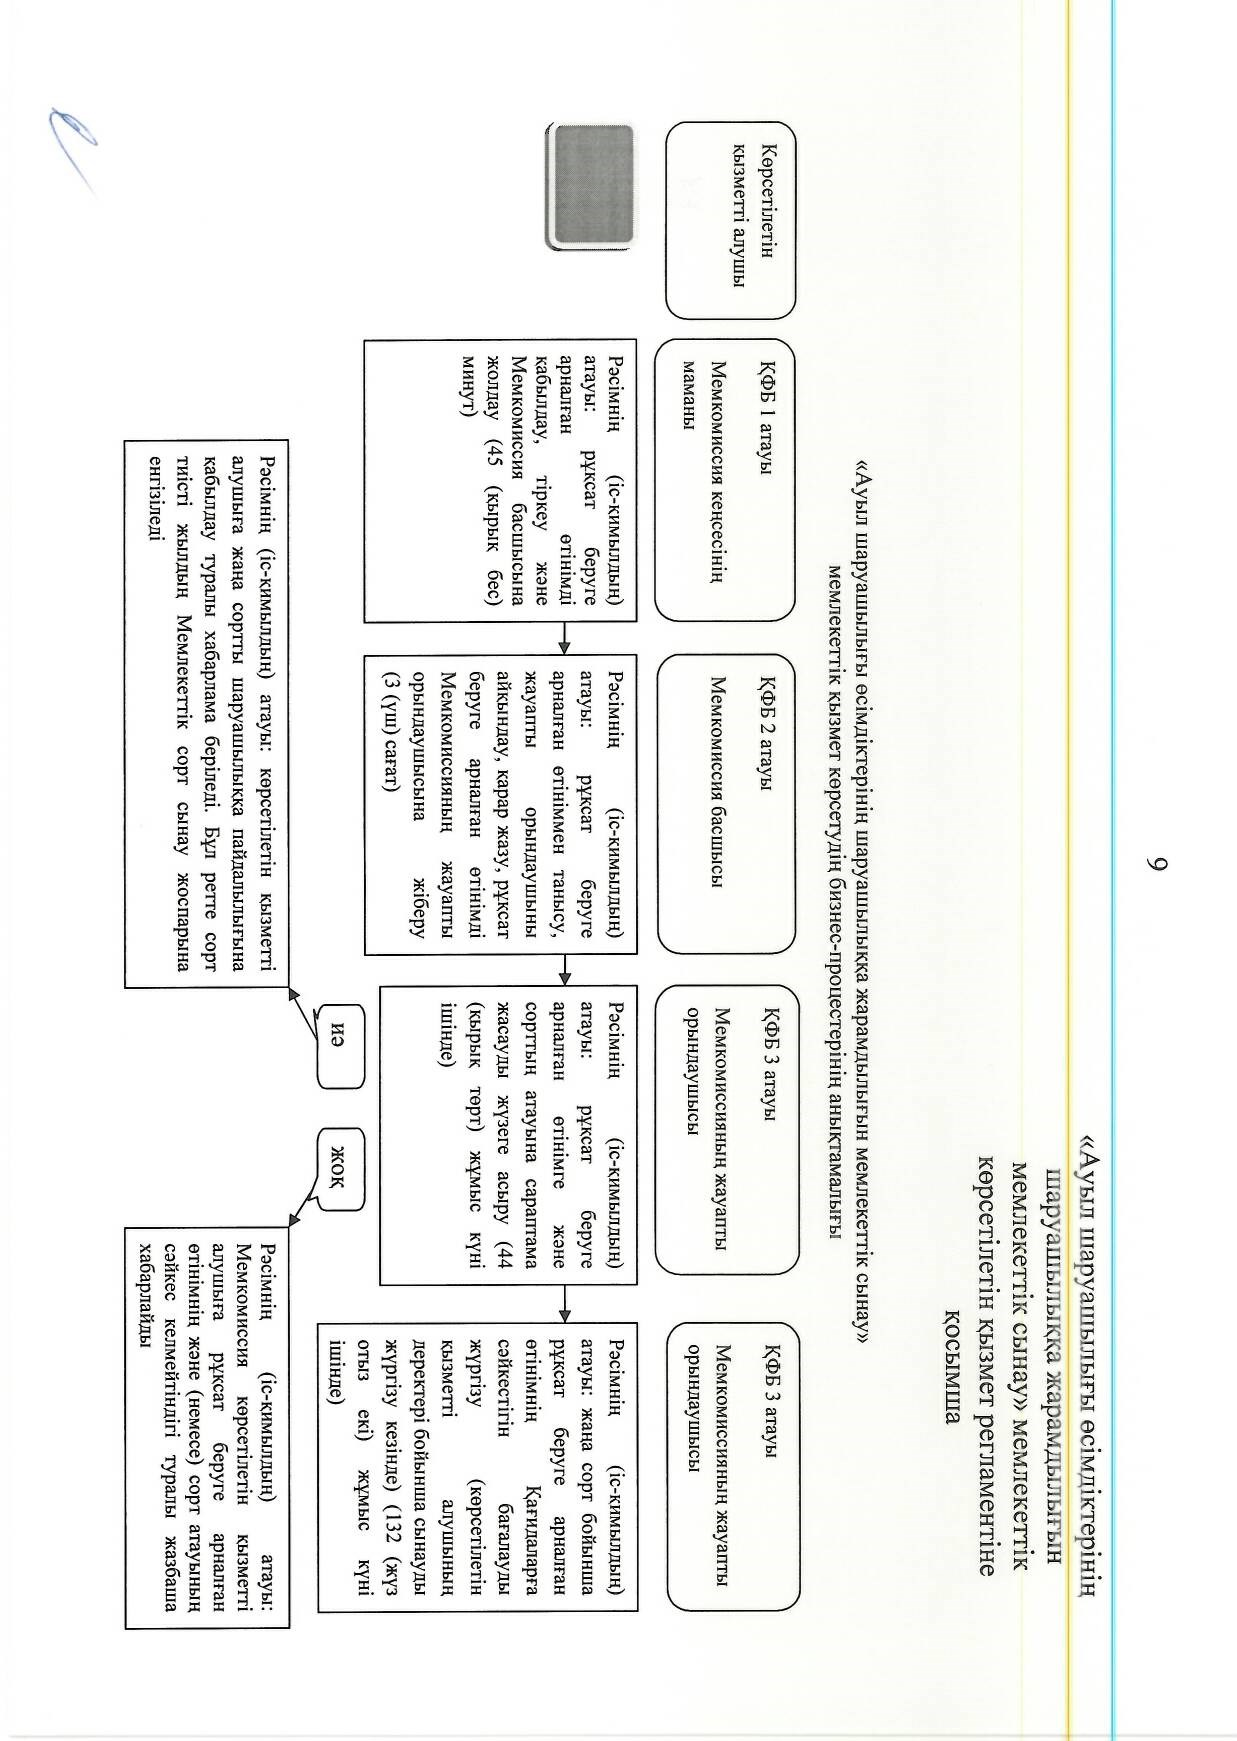 9
«Ауыл шаруашылығы өсімдіктерінің
шаруашылыққа жарамдылығын
мемлекеттік сынау» мемлекеттік
көрсетілетін қызмет регламентіне
қосымша
«Ауыл шаруашылығы өсімдіктерінің шаруашылыққа жарамдылығын мемлекеттік сынау»
мемлекеттік қызмет көрсетудің бизнес-процестерінің анықтамалығы
Көрсетілетін
қызметті алушы
ҚФБ 1 атауы
Мемкомиссия кеңсесінің
маманы
ҚФБ 2 атауы
Мемкомиссия басшысы
ҚФБ 3 атауы
Мемкомиссияның жауапты
орындаушысы
ҚФБ 3 атауы
Мемкомиссияның жауапты
орындаушысы
Рәсімнің (іс-қимылдың)
атауы: рұқсат беруге
арналған өтінімді
қабылдау, тіркеу және
Мемкомиссия басшысына
жолдау (45 (қырық бес)
минут)
Рәсімнің (іс-қимылдың)
атауы: рұқсат беруге
арналған өтініммен танысу,
жауапты орындаушыны
айқындау, қарар жазу, рұқсат
беруге арналған өтінімді
Мемкомиссияның жауапты
орындаушысына жіберу
(3 (үш) сағат)
Рәсімнің (іс-қимылдың)
атауы: рұқсат беруге
арналған өтінімге және
сорттың атауына сараптама
жасауды жүзеге асыру (44
(қырық төрт) жұмыс күні
ішінде)
Рәсімнің (іс-қимылдың)
атауы: жаңа сорт бойынша
рұқсат беруге арналған
өтінімнің Қағидаларға
сәйкестігін бағалауды
жүргізу (көрсетілетін
қызметті алушының
деректері бойынша сынауды
жүргізу кезінде) (132 (жүз
отыз екі) жұмыс күні
ішінде)
ИӘ
ЖОҚ
Рәсімнің (іс-қимылдың) атауы: көрсетілетін қызметті
алушыға жаңа сортты шаруашылыққа пайдалылығына
қабылдау туралы хабарлама беріледі. Бұл ретте сорт
тиісті жылдың Мемлекеттік сорт сынау жоспарына
енгізіледі
Рәсімнің (іс-қимылдың) атауы:
Мемкомиссия көрсетілетін қызметті
алушыға рұқсат беруге арналған
өтінімнің және (немесе) сорт атауының
сәйкес келмейтіндігі туралы жазбаша
хабарлайды